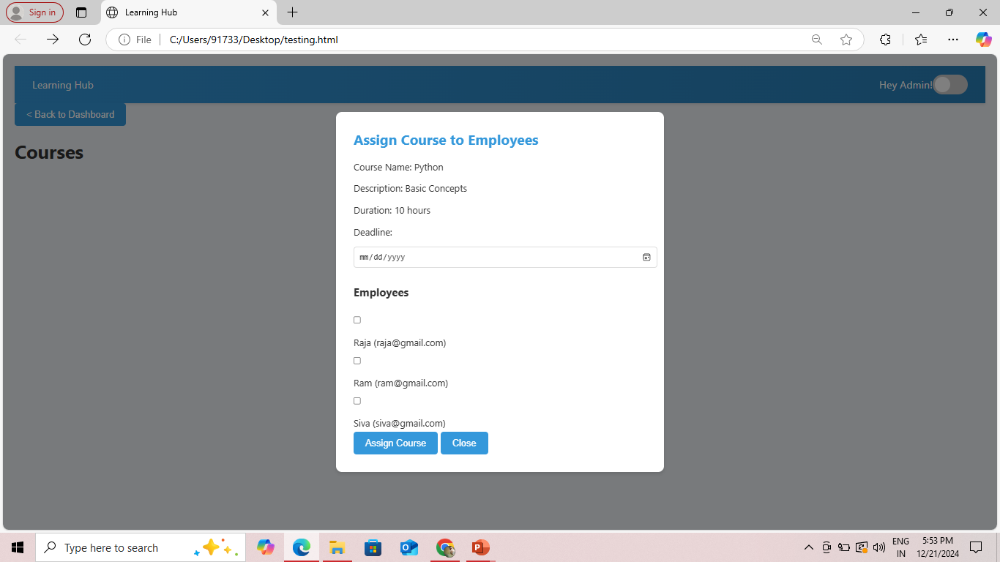 Sign in
Learning Hub
File
C:/Users/91733/Desktop/testing.html
Learning Hub
Hey Admin!
< Back to Dashboard
Courses
Assign Course to Employees
Course Name: Python
Description: Basic Concepts
Duration: 10 hours
Deadline:
mm/dd/yyyy
Employees
Raja (raja@gmail.com)
Ram (ram@gmail.com)
Siva (siva@gmail.com)
Assign Course
Close
Type here to search
ENG
IN
5:53 PM
12/21/2024